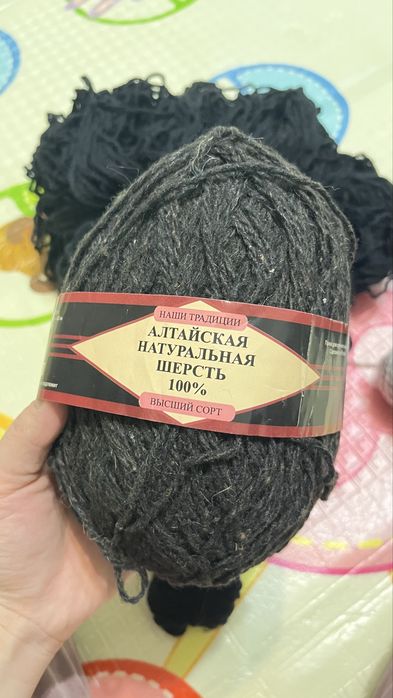 НАШИ ТРАДИЦИИ
АЛТАЙСКАЯ
НАТУРАЛЬНАЯ
ШЕРСТЬ
100%
ВЫСШИЙ СОРТ